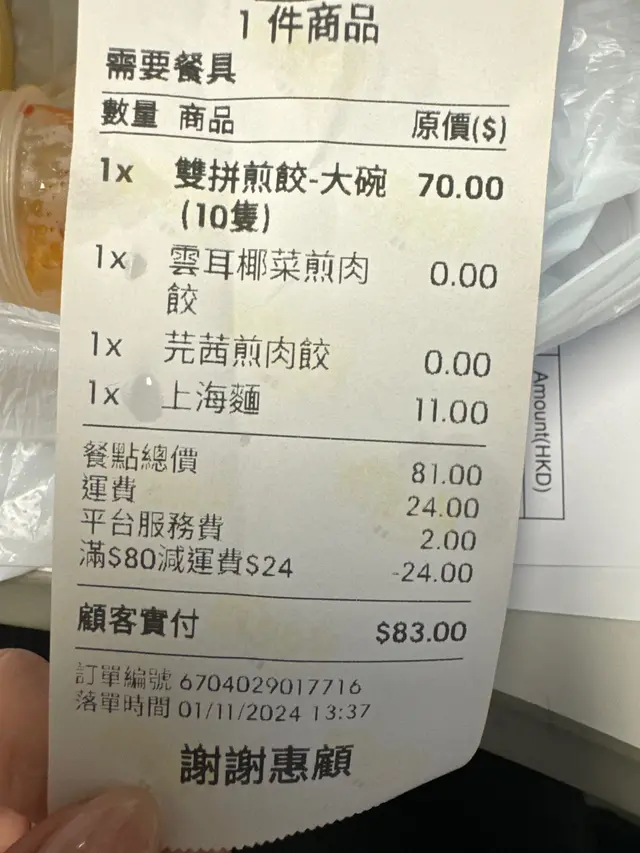 1 件商品
需要餐具
數量 商品 原價($)
1x 雙拼煎餃-大碗 70.00
(10隻)
1x 雲耳椰菜煎肉 0.00
餃
1x 芫茜煎肉餃 0.00
1x 上海麵 11.00
餐點總價 81.00
運費 24.00
平台服務費 2.00
滿$80減運費$24 -24.00
顧客實付 $83.00
訂單編號 6704029017716
落單時間 01/11/2024 13:37
謝謝惠顧
Amount(HKD)